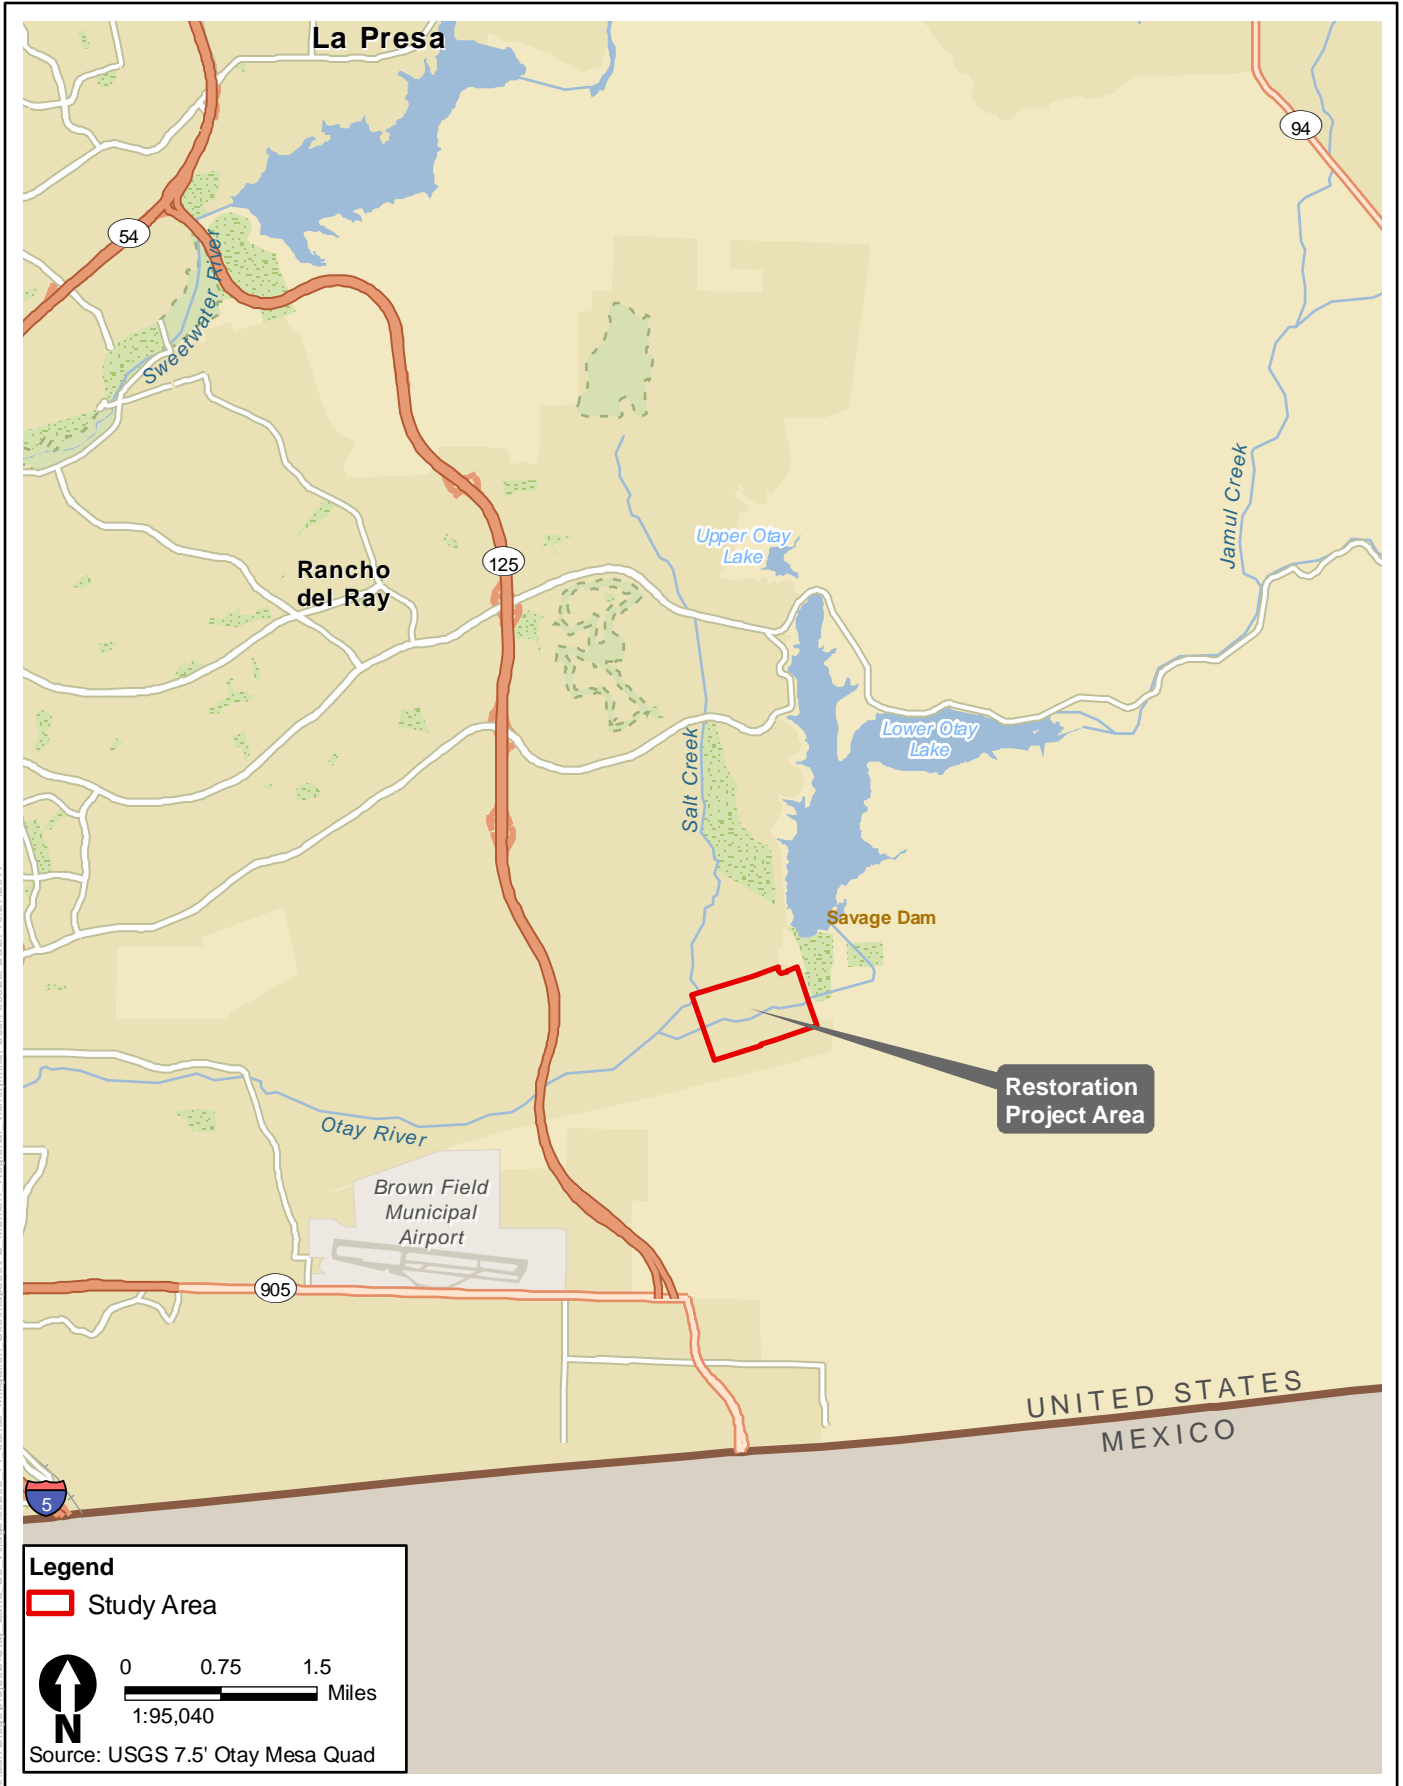 La Presa
94
54
Sweetwater River
Jamul Creek
Upper Otay
Lake
125
Rancho
del Ray
Lower Otay
Lake
Salt Creek
Savage Dam
Restoration
Project Area
Otay River
Brown Field
Municipal
Airport
905
UNITED STATES
MEXICO
5
Legend
Study Area
0 0.75 1.5
Miles
1:95,040
N
Source: USGS 7.5' Otay Mesa Quad